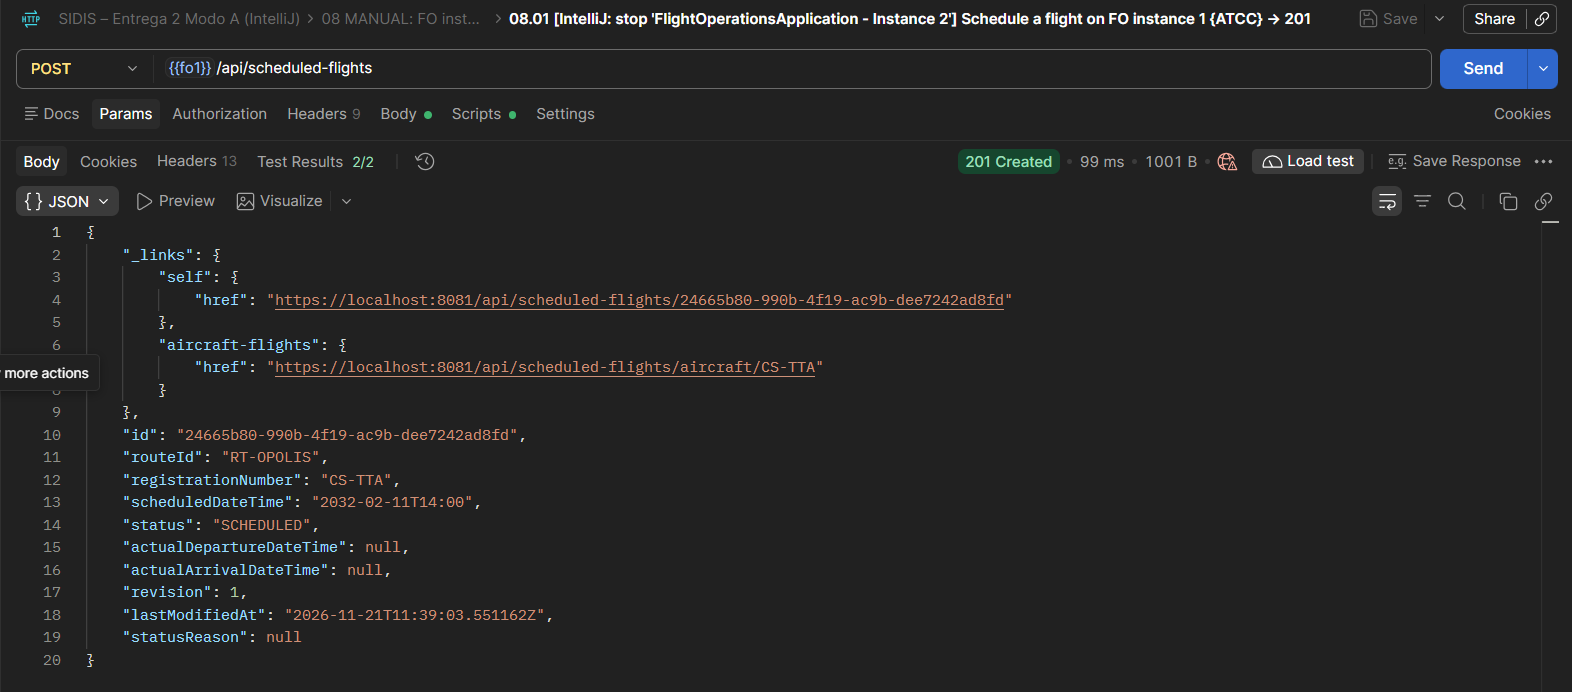 HTTP SIDIS – Entrega 2 Modo A (IntelliJ) > 08 MANUAL: FO inst... > 08.01 [IntelliJ: stop 'FlightOperationsApplication - Instance 2'] Schedule a flight on FO instance 1 {ATCC} → 201 Save Share
POST {{fo1}} /api/scheduled-flights Send
Docs Params Authorization Headers 9 Body Scripts Settings Cookies
Body Cookies Headers 13 Test Results 2/2 201 Created • 99 ms • 1001 B • Load test e.g. Save Response
{} JSON Preview Visualize
1 {
2 "_links": {
3 "self": {
4 "href": "https://localhost:8081/api/scheduled-flights/24665b80-990b-4f19-ac9b-dee7242ad8fd"
5 },
6 "aircraft-flights": {
more actions "href": "https://localhost:8081/api/scheduled-flights/aircraft/CS-TTA"
8 }
9 },
10 "id": "24665b80-990b-4f19-ac9b-dee7242ad8fd",
11 "routeId": "RT-OPOLIS",
12 "registrationNumber": "CS-TTA",
13 "scheduledDateTime": "2032-02-11T14:00",
14 "status": "SCHEDULED",
15 "actualDepartureDateTime": null,
16 "actualArrivalDateTime": null,
17 "revision": 1,
18 "lastModifiedAt": "2026-11-21T11:39:03.551162Z",
19 "statusReason": null
20 }